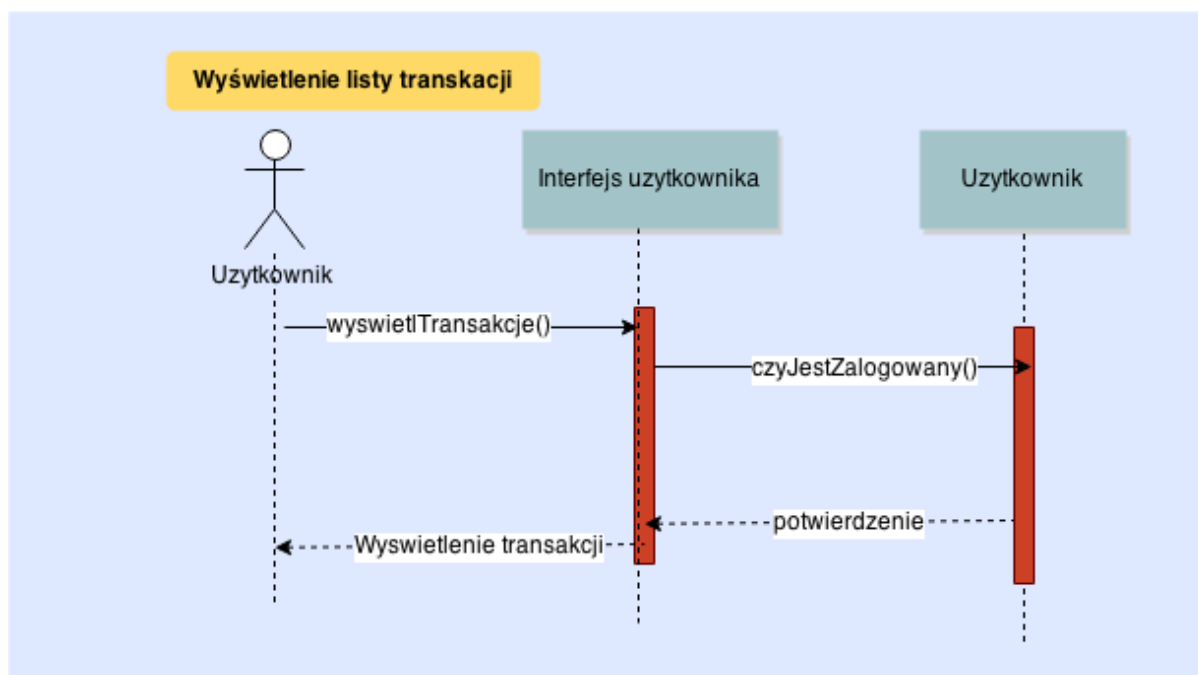 Wyświetlenie listy transkacji
Interfejs uzytkownika
Uzytkownik
Uzytkownik
wyswietlTransakcje()
czyJestZalogowany()
potwierdzenie
Wyswietlenie transakcji